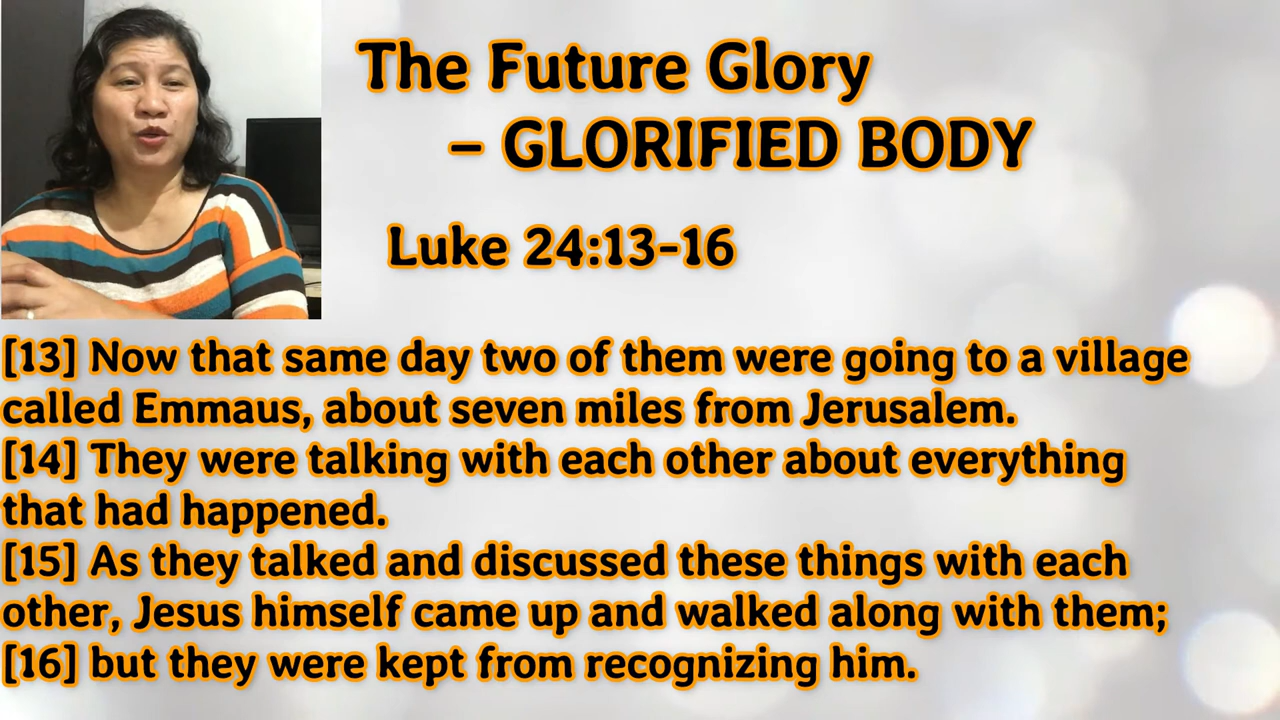 The Future Glory
– GLORIFIED BODY
Luke 24:13-16
[13] Now that same day two of them were going to a village
called Emmaus, about seven miles from Jerusalem.
[14] They were talking with each other about everything
that had happened.
[15] As they talked and discussed these things with each
other, Jesus himself came up and walked along with them;
[16] but they were kept from recognizing him.